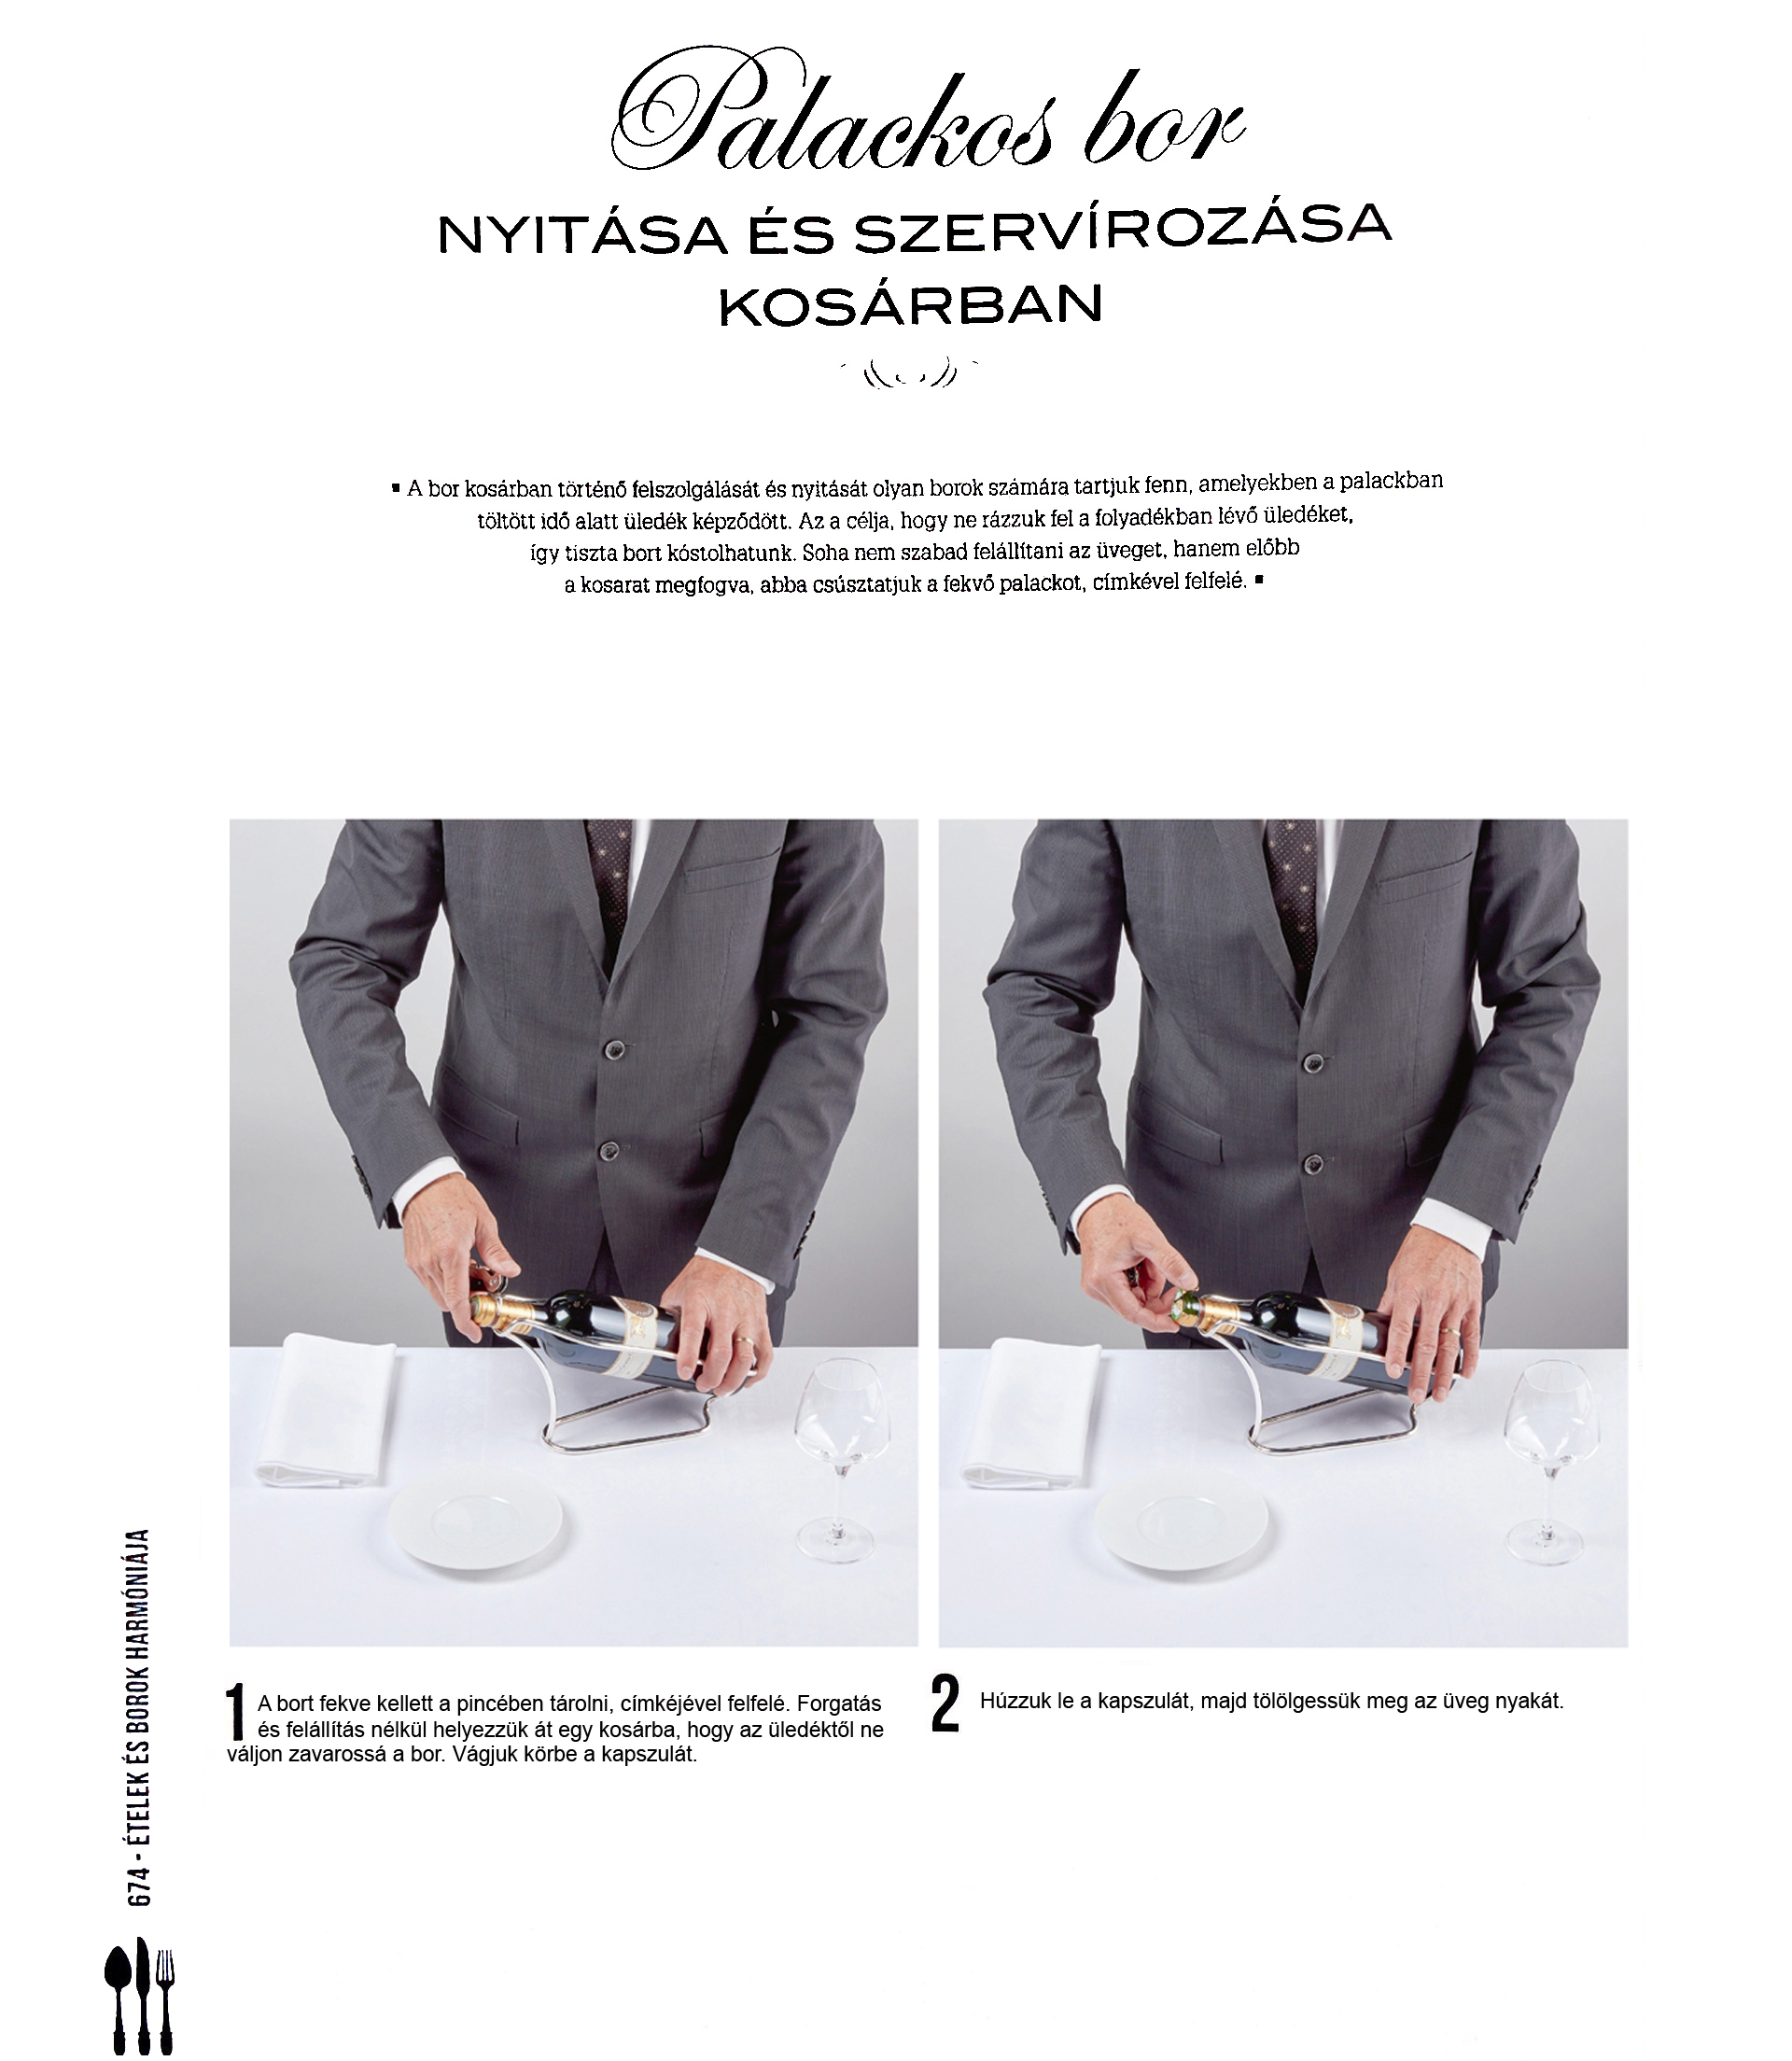 Palackos bor
NYITÁSA ÉS SZERVÍROZÁSA
KOSÁRBAN
▪ A bor kosárban történő felszolgálását és nyitását olyan borok számára tartjuk fenn, amelyekben a palackban
töltött idő alatt üledék képződött. Az a célja, hogy ne rázzuk fel a folyadékban lévő üledéket,
így tiszta bort kóstolhatunk. Soha nem szabad felállítani az üveget, hanem előbb
a kosarat megfogva, abba csúsztatjuk a fekvő palackot, címkével felfelé. ▪
1 A bort fekve kellett a pincében tárolni, címkéjével felfelé. Forgatás
és felállítás nélkül helyezzük át egy kosárba, hogy az üledéktől ne
váljon zavarossá a bor. Vágjuk körbe a kapszulát.
2 Húzzuk le a kapszulát, majd tölölgessük meg az üveg nyakát.
674 - ÉTELEK ÉS BOROK HARMÓNIÁJA